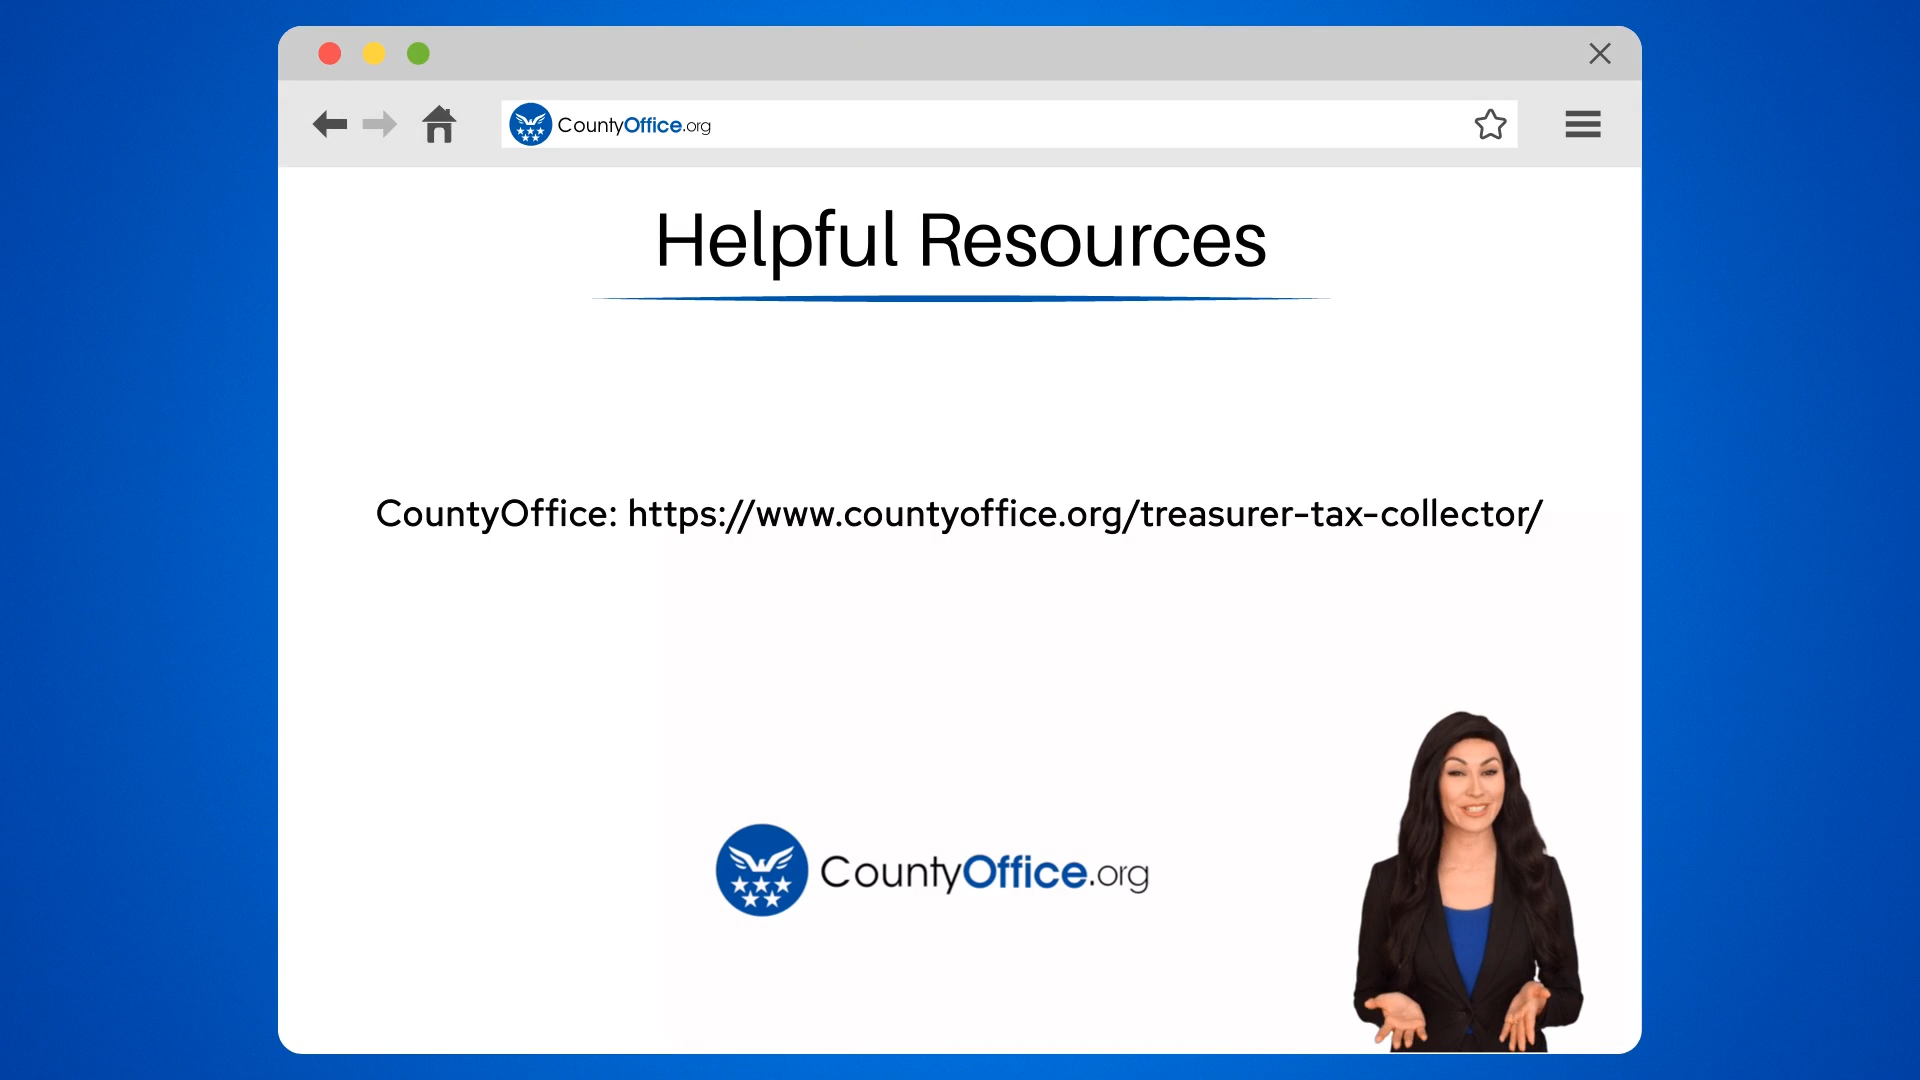 CountyOffice.org
Helpful Resources
CountyOffice: https://www.countyoffice.org/treasurer-tax-collector/
CountyOffice.org